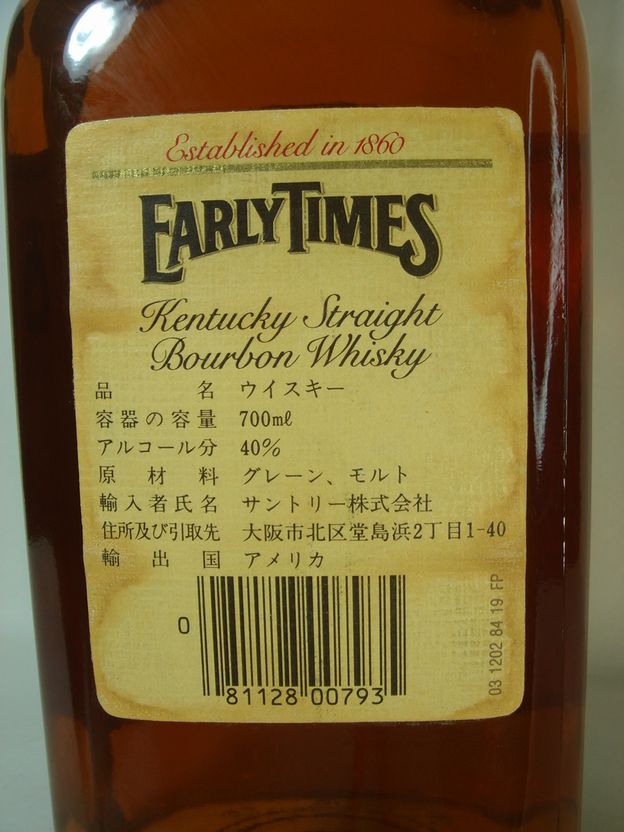 Established in 1860
EARLY TIMES
Kentucky Straight
Bourbon Whisky
品名 ウイスキー
容器の容量 700mℓ
アルコール分 40%
原材料 グレーン、モルト
輸入者氏名 サントリー株式会社
住所及び引取先 大阪市北区堂島浜2丁目1-40
輸出国 アメリカ
0 81128 00793
03 1202 84 19 FP